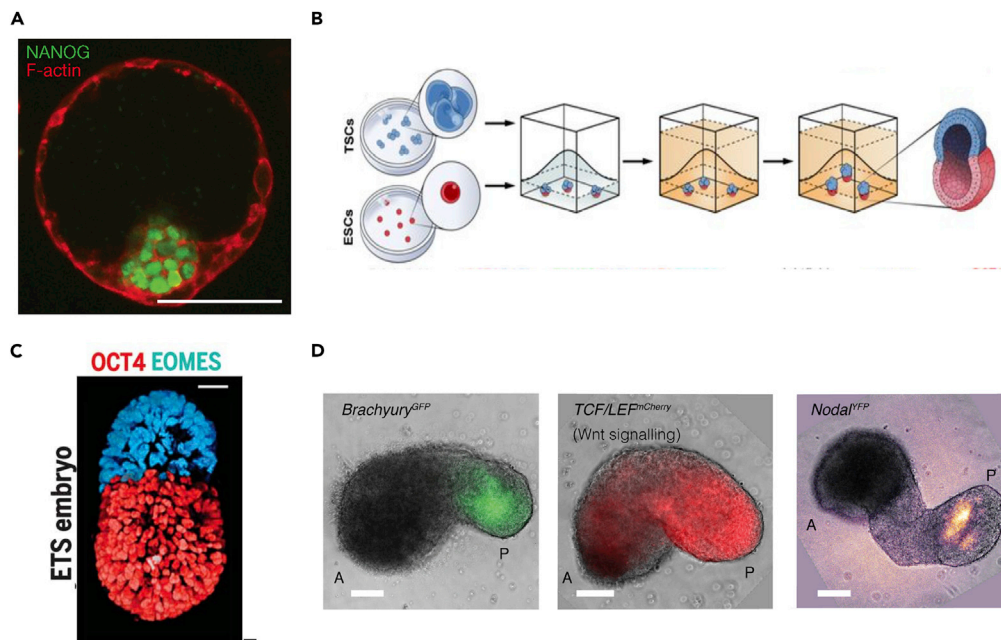 A
NANOG
F-actin
B
TSCs
ESCs
C
OCT4 EOMES
ETS embryo
D
Brachyury^GFP
A
P
TCF/LEF^mCherry
(Wnt signalling)
A
P
Nodal^YFP
A
P